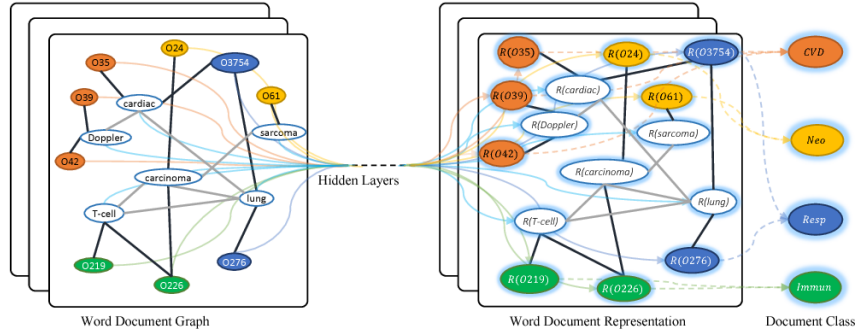 O24
O35
O3754
O39
cardiac
O61
Doppler
sarcoma
O42
carcinoma
lung
T-cell
O219
O276
O226
Word Document Graph
Hidden Layers
R(O35)
R(O24)
R(O3754)
R(O39)
R(cardiac)
R(O61)
R(Doppler)
R(sarcoma)
R(O42)
R(carcinoma)
R(lung)
R(T-cell)
R(O276)
R(O219)
R(O226)
Word Document Representation
CVD
Neo
Resp
Immun
Document Class